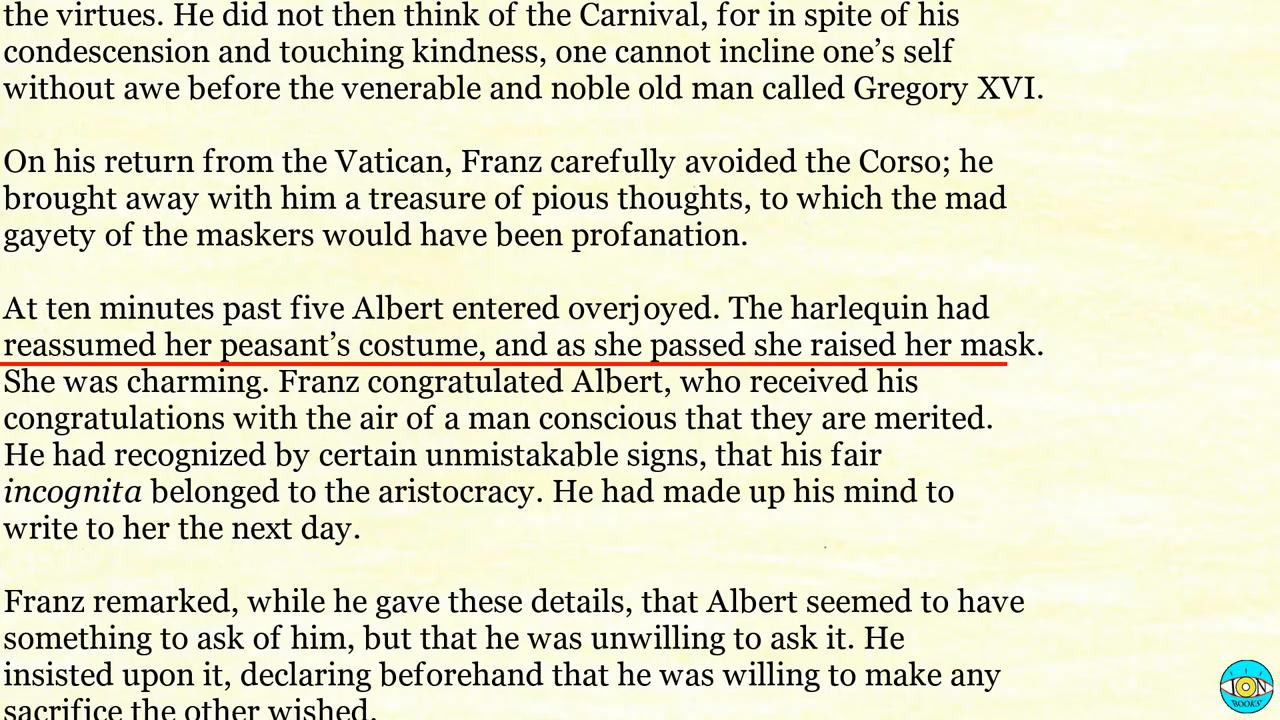 the virtues. He did not then think of the Carnival, for in spite of his
condescension and touching kindness, one cannot incline one’s self
without awe before the venerable and noble old man called Gregory XVI.
On his return from the Vatican, Franz carefully avoided the Corso; he
brought away with him a treasure of pious thoughts, to which the mad
gayety of the maskers would have been profanation.
At ten minutes past five Albert entered overjoyed. The harlequin had
reassumed her peasant’s costume, and as she passed she raised her mask.
She was charming. Franz congratulated Albert, who received his
congratulations with the air of a man conscious that they are merited.
He had recognized by certain unmistakable signs, that his fair
incognita belonged to the aristocracy. He had made up his mind to
write to her the next day.
Franz remarked, while he gave these details, that Albert seemed to have
something to ask of him, but that he was unwilling to ask it. He
insisted upon it, declaring beforehand that he was willing to make any
sacrifice the other wished.
ION
BOOKS